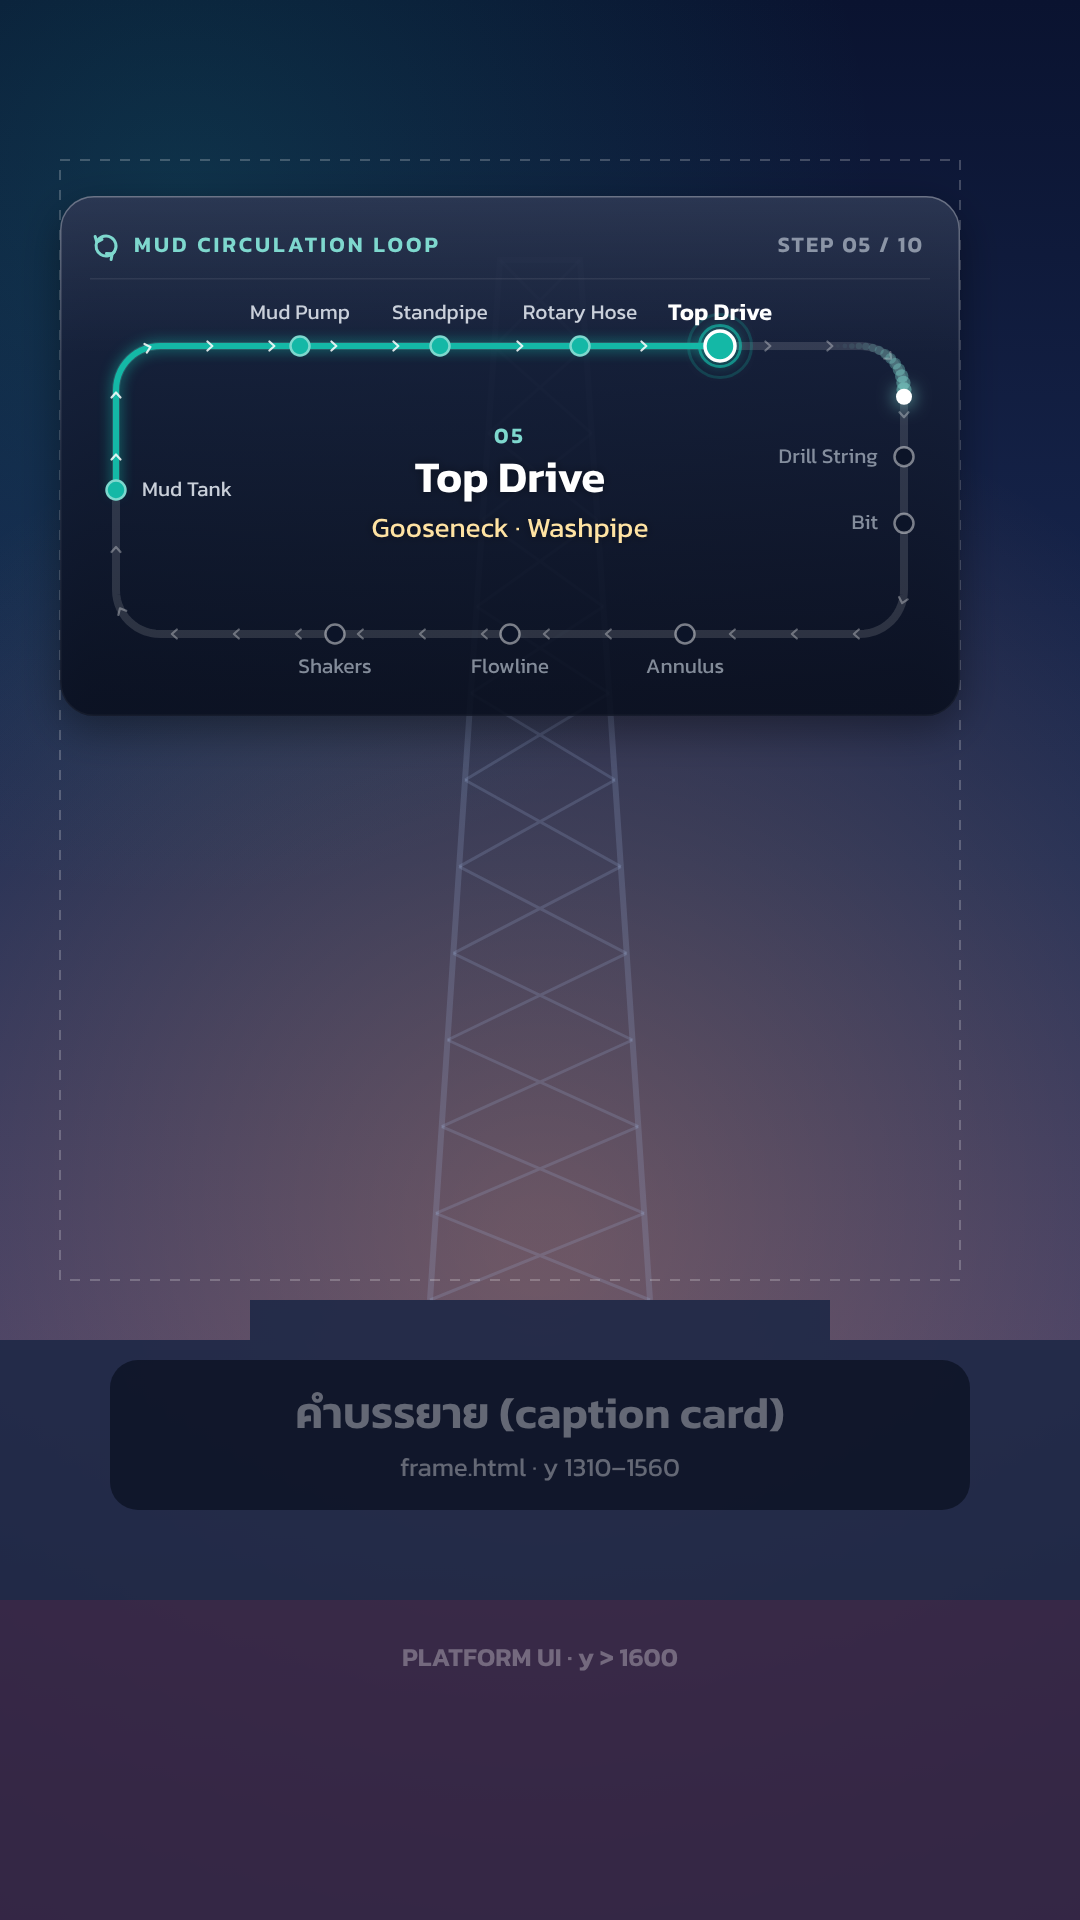 MUD CIRCULATION LOOP
STEP 05 / 10
Mud Pump
Standpipe
Rotary Hose
Top Drive
05
Top Drive
Gooseneck · Washpipe
Mud Tank
Drill String
Bit
Shakers
Flowline
Annulus
คำบรรยาย (caption card)
frame.html · y 1310–1560
PLATFORM UI · y > 1600